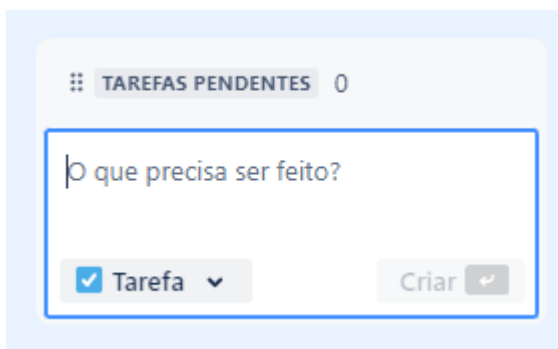 TAREFAS PENDENTES 0
O que precisa ser feito?
Tarefa Criar